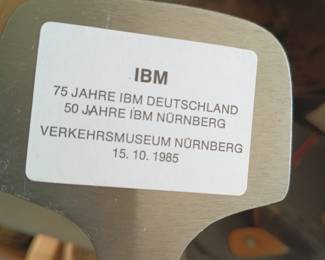 IBM
75 JAHRE IBM DEUTSCHLAND
50 JAHRE IBM NÜRNBERG
VERKEHRSMUSEUM NÜRNBERG
15. 10. 1985